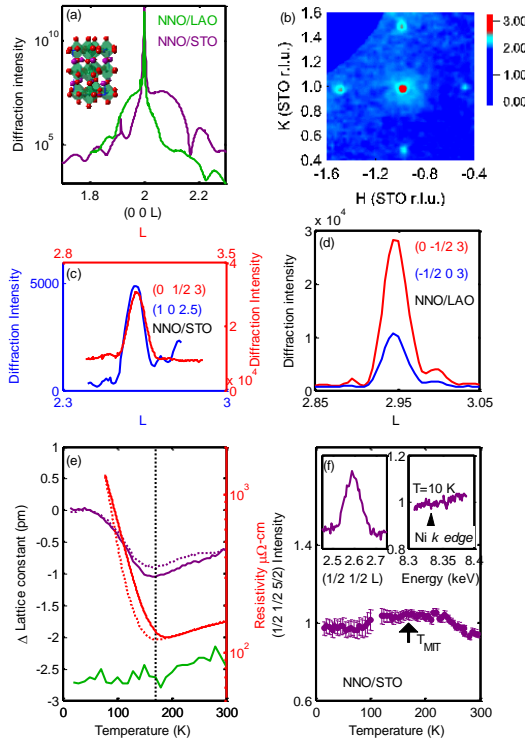 (a)
NNO/LAO
NNO/STO
Diffraction intensity
10^10
10^5
1.8 2 2.2
(0 0 L)
L
(b)
K (STO r.l.u.)
1.6
1.4
1.2
1.0
0.8
0.6
0.4
-1.6 -1.0 -0.4
H (STO r.l.u.)
3.00
2.00
1.00
0.00
2.8 3.5
(c)
(0 1/2 3)
(1 0 2.5)
NNO/STO
Diffraction Intensity
5000
0
2.3 3
L
4
3
2
x 10^4
Diffraction Intensity
3 x 10^4
(d)
(0 -1/2 3)
(-1/2 0 3)
NNO/LAO
Diffraction Intensity
2
1
0
2.85 2.95 3.05
L
(e)
Δ Lattice constant (pm)
1
0.5
0
-0.5
-1
-1.5
-2
-2.5
-3
0 100 200 300
Temperature (K)
10^3
10^2
Resistivity μΩ-cm
(f)
(1/2 1/2 5/2) Intensity
1.8
1.4
1
0.6
2.5 2.6 2.7
(1/2 1/2 L)
1.2
1
0.8
T=10 K
Ni k edge
8.3 8.35 8.4
Energy (keV)
T_MIT
NNO/STO
0 100 200 300
Temperature (K)